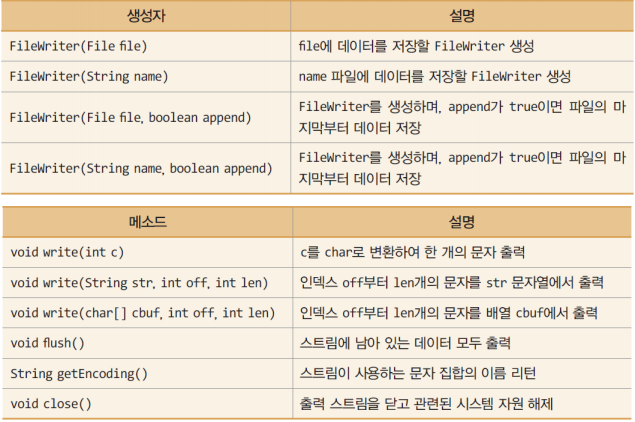 생성자 설명
FileWriter(File file) file에 데이터를 저장할 FileWriter 생성
FileWriter(String name) name 파일에 데이터를 저장할 FileWriter 생성
FileWriter(File file, boolean append) FileWriter를 생성하며, append가 true이면 파일의 마
지막부터 데이터 저장
FileWriter(String name, boolean append) FileWriter를 생성하며, append가 true이면 파일의 마
지막부터 데이터 저장
메소드 설명
void write(int c) c를 char로 변환하여 한 개의 문자 출력
void write(String str, int off, int len) 인덱스 off부터 len개의 문자를 str 문자열에서 출력
void write(char[] cbuf, int off, int len) 인덱스 off부터 len개의 문자를 배열 cbuf에서 출력
void flush() 스트림에 남아 있는 데이터 모두 출력
String getEncoding() 스트림이 사용하는 문자 집합의 이름 리턴
void close() 출력 스트림을 닫고 관련된 시스템 자원 해제